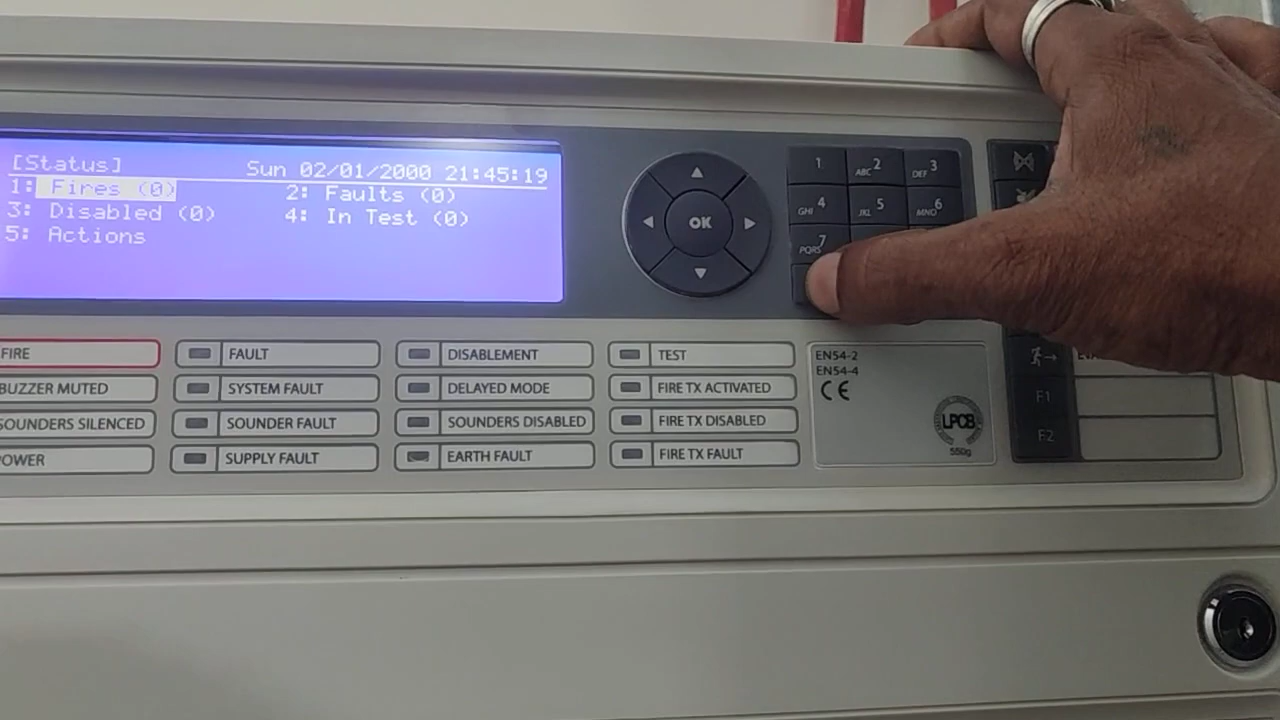 [Status] Sun 02/01/2000 21:45:19
1: Fires (0) 2: Faults (0)
3: Disabled (0) 4: In Test (0)
5: Actions
OK
1 ABC 2 DEF 3
GHI 4 JKL 5 MNO 6
PQRS 7
FIRE FAULT DISABLEMENT TEST
BUZZER MUTED SYSTEM FAULT DELAYED MODE FIRE TX ACTIVATED
SOUNDERS SILENCED SOUNDER FAULT SOUNDERS DISABLED FIRE TX DISABLED
POWER SUPPLY FAULT EARTH FAULT FIRE TX FAULT
EN54-2
EN54-4
CE
LPCB
550g
F1
F2